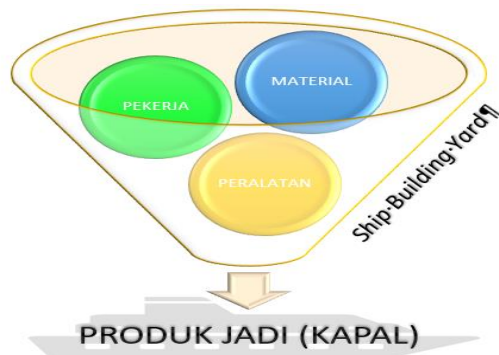 MATERIAL
PEKERJA
PERALATAN
Ship·Building·Yard¶
PRODUK JADI (KAPAL)